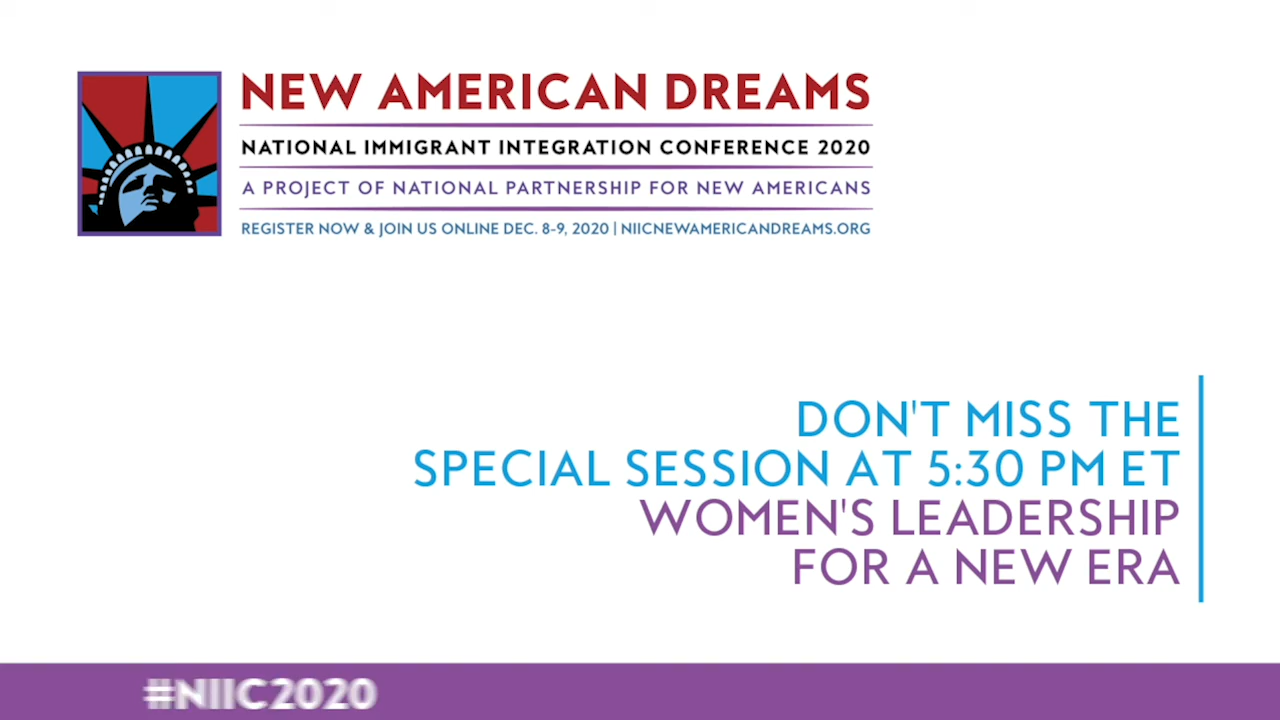 NEW AMERICAN DREAMS
NATIONAL IMMIGRANT INTEGRATION CONFERENCE 2020
A PROJECT OF NATIONAL PARTNERSHIP FOR NEW AMERICANS
REGISTER NOW & JOIN US ONLINE DEC. 8-9, 2020 | NIICNEWAMERICANDREAMS.ORG
DON'T MISS THE
SPECIAL SESSION AT 5:30 PM ET
WOMEN'S LEADERSHIP
FOR A NEW ERA
#NIIC2020